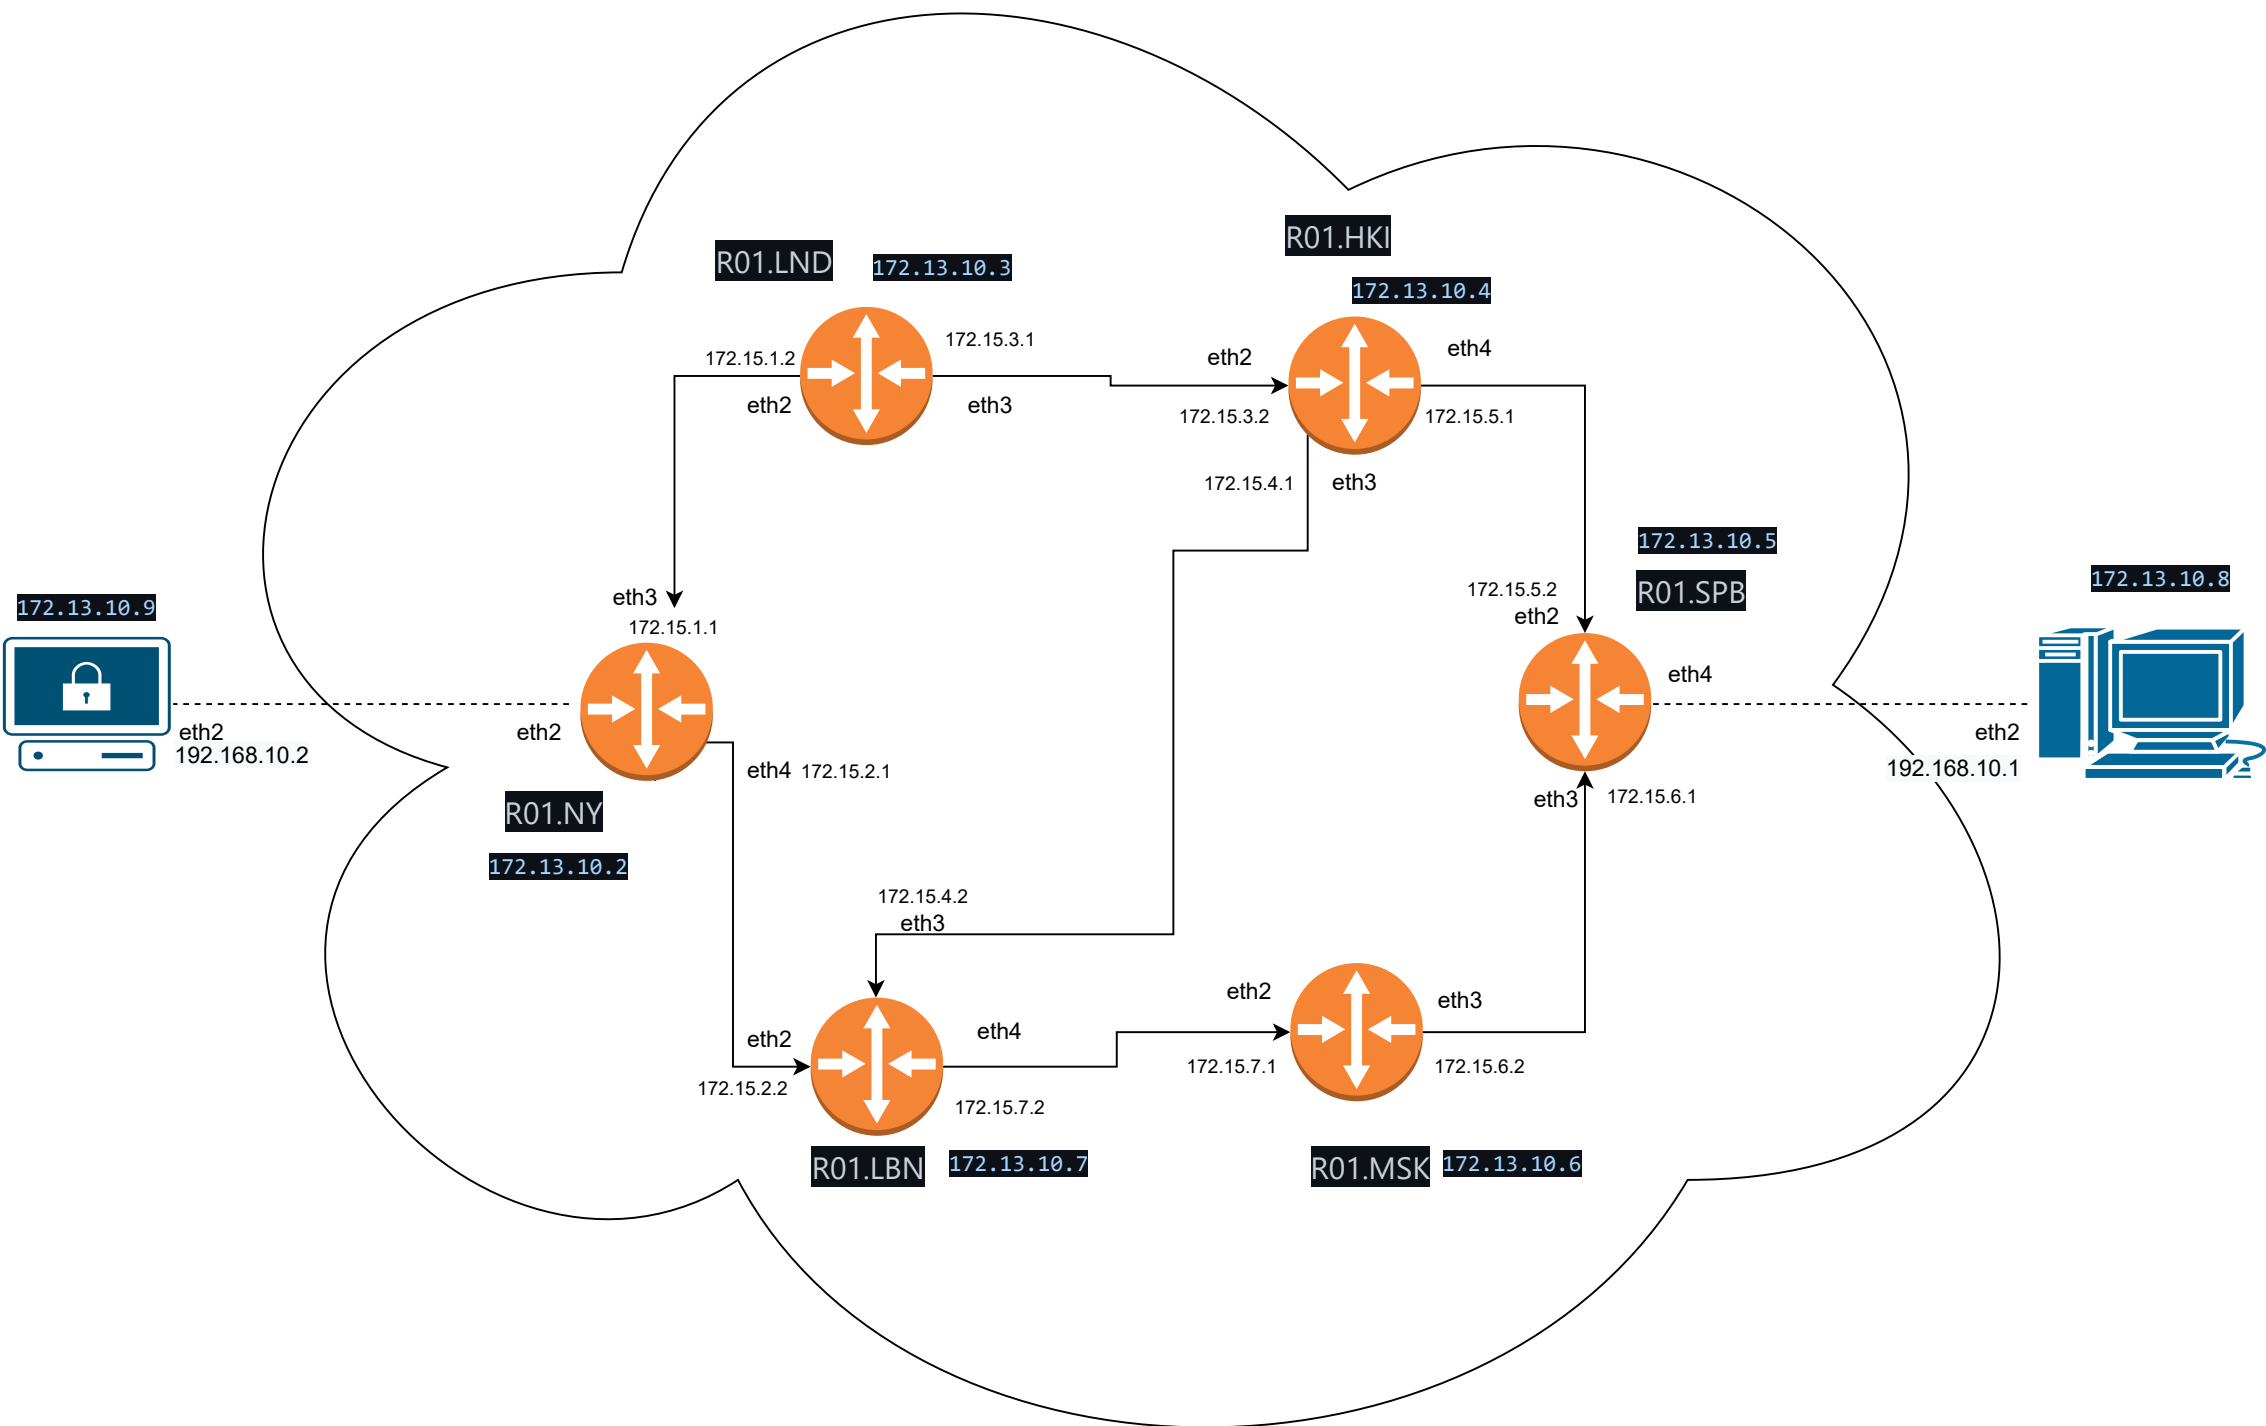 R01.HKI
R01.LND
172.13.10.3
172.13.10.4
172.15.3.1
172.15.1.2
eth2
eth4
eth2
eth3
172.15.3.2
172.15.5.1
172.15.4.1
eth3
172.13.10.5
172.13.10.8
172.15.5.2
R01.SPB
172.13.10.9
eth3
eth2
172.15.1.1
eth4
eth2
192.168.10.2
eth2
eth2
192.168.10.1
eth4
172.15.2.1
eth3
172.15.6.1
R01.NY
172.13.10.2
172.15.4.2
eth3
eth2
eth3
eth2
eth4
172.15.7.1
172.15.6.2
172.15.2.2
172.15.7.2
R01.LBN
172.13.10.7
R01.MSK
172.13.10.6